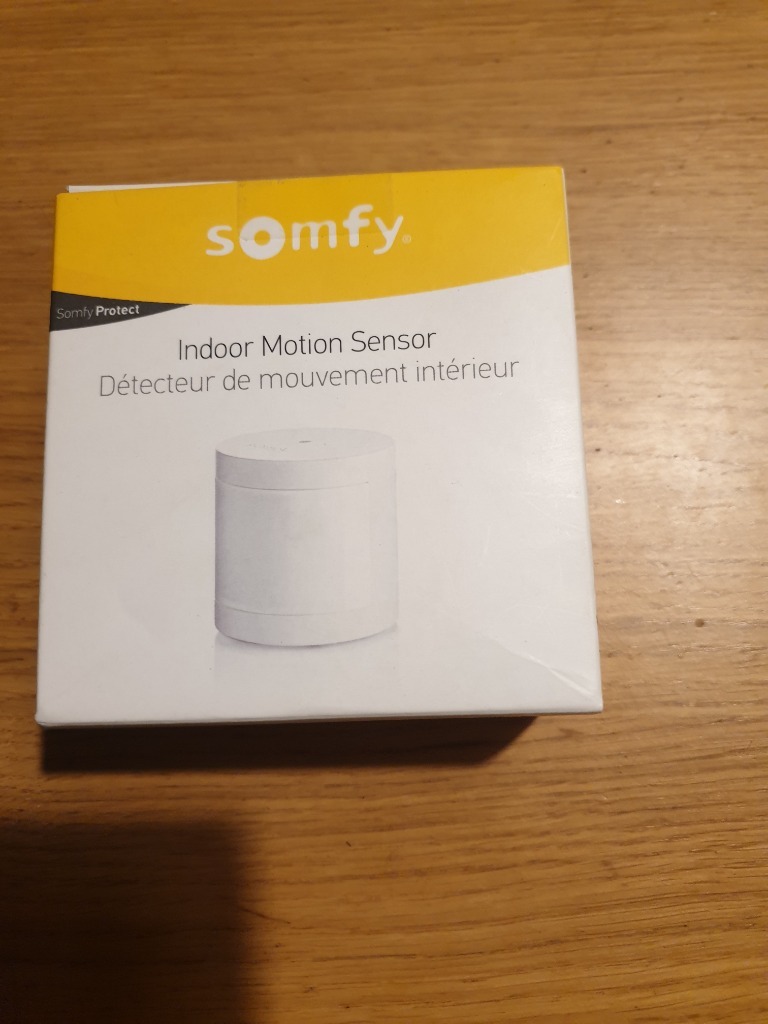 somfy®
Somfy Protect
Indoor Motion Sensor
Détecteur de mouvement intérieur